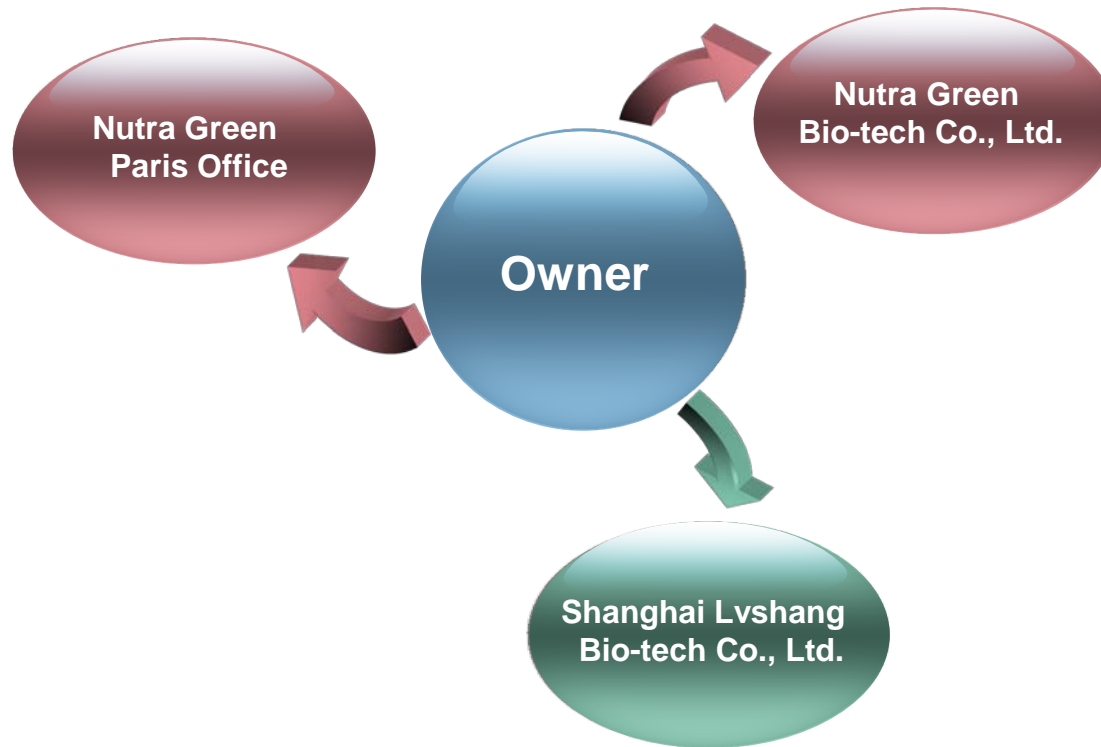 Nutra Green
Paris Office
Nutra Green
Bio-tech Co., Ltd.
Owner
Shanghai Lvshang
Bio-tech Co., Ltd.